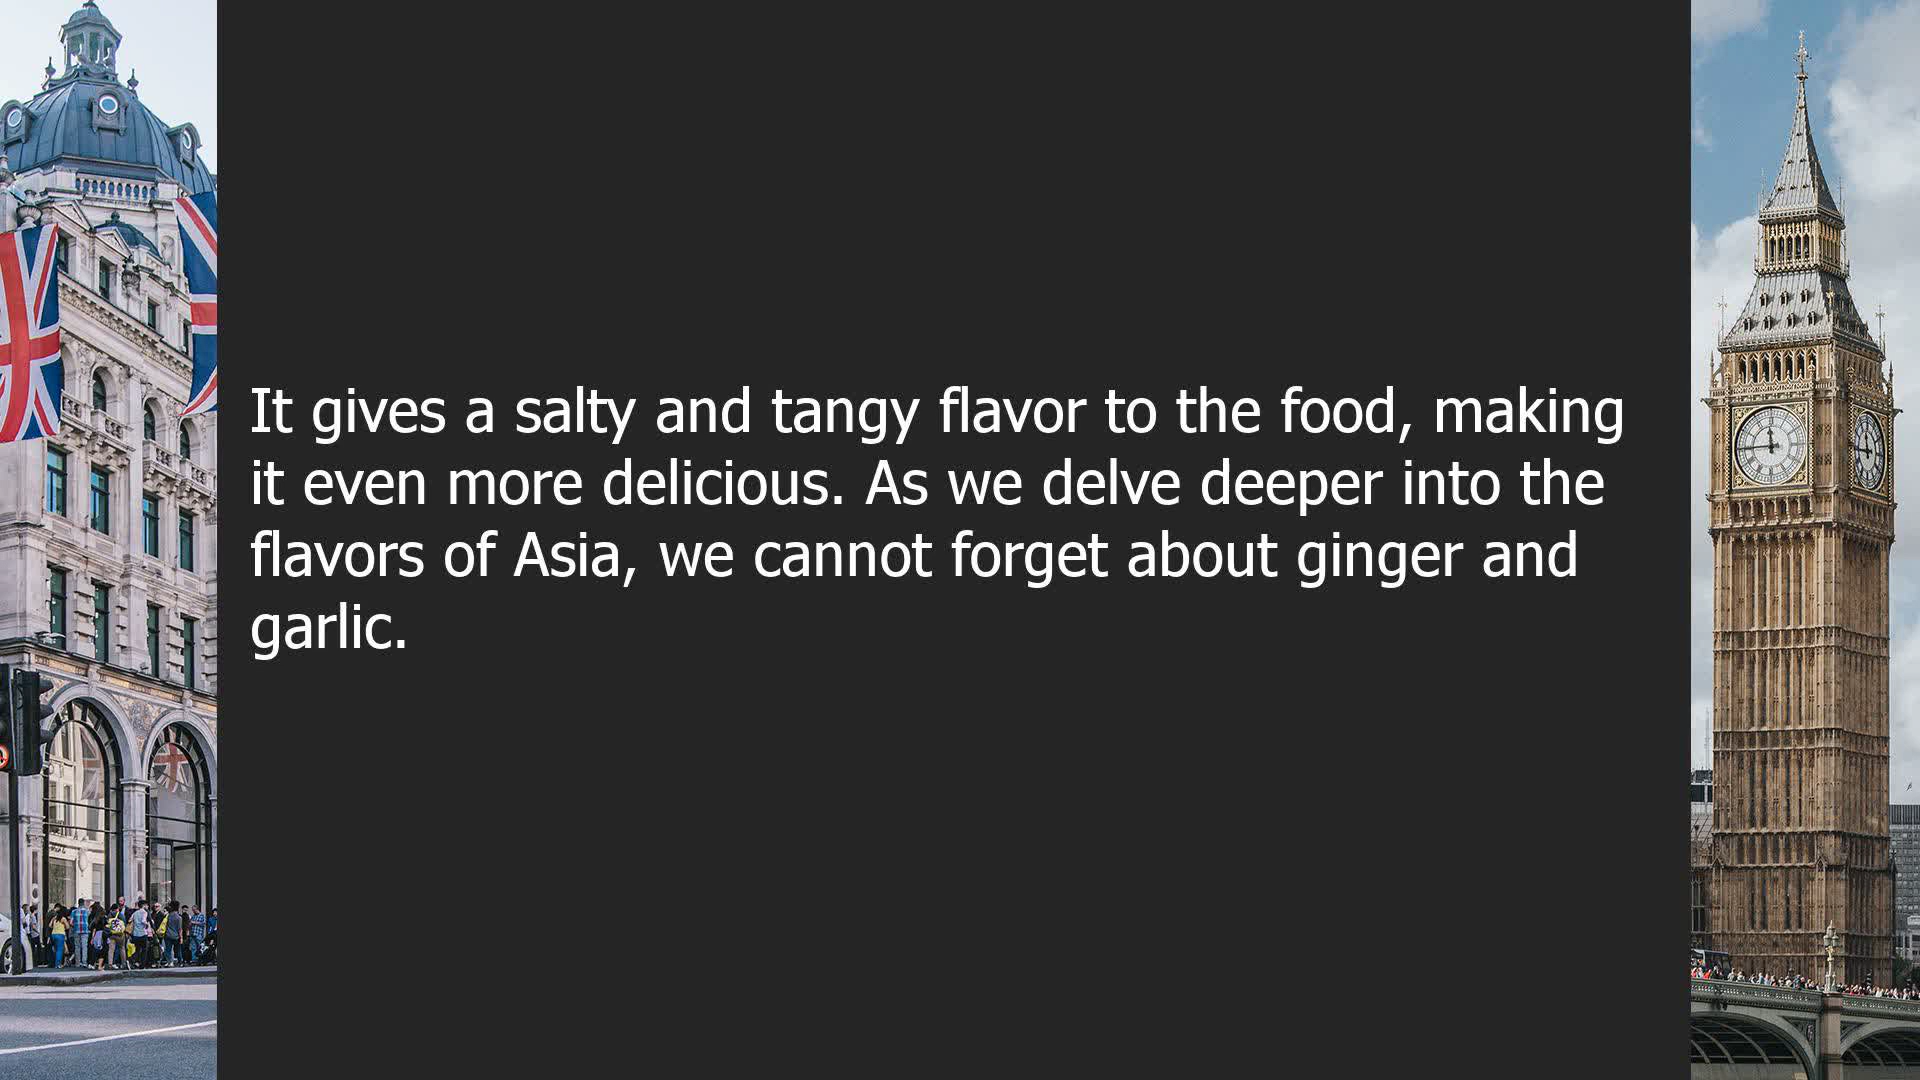 It gives a salty and tangy flavor to the food, making
it even more delicious. As we delve deeper into the
flavors of Asia, we cannot forget about ginger and
garlic.